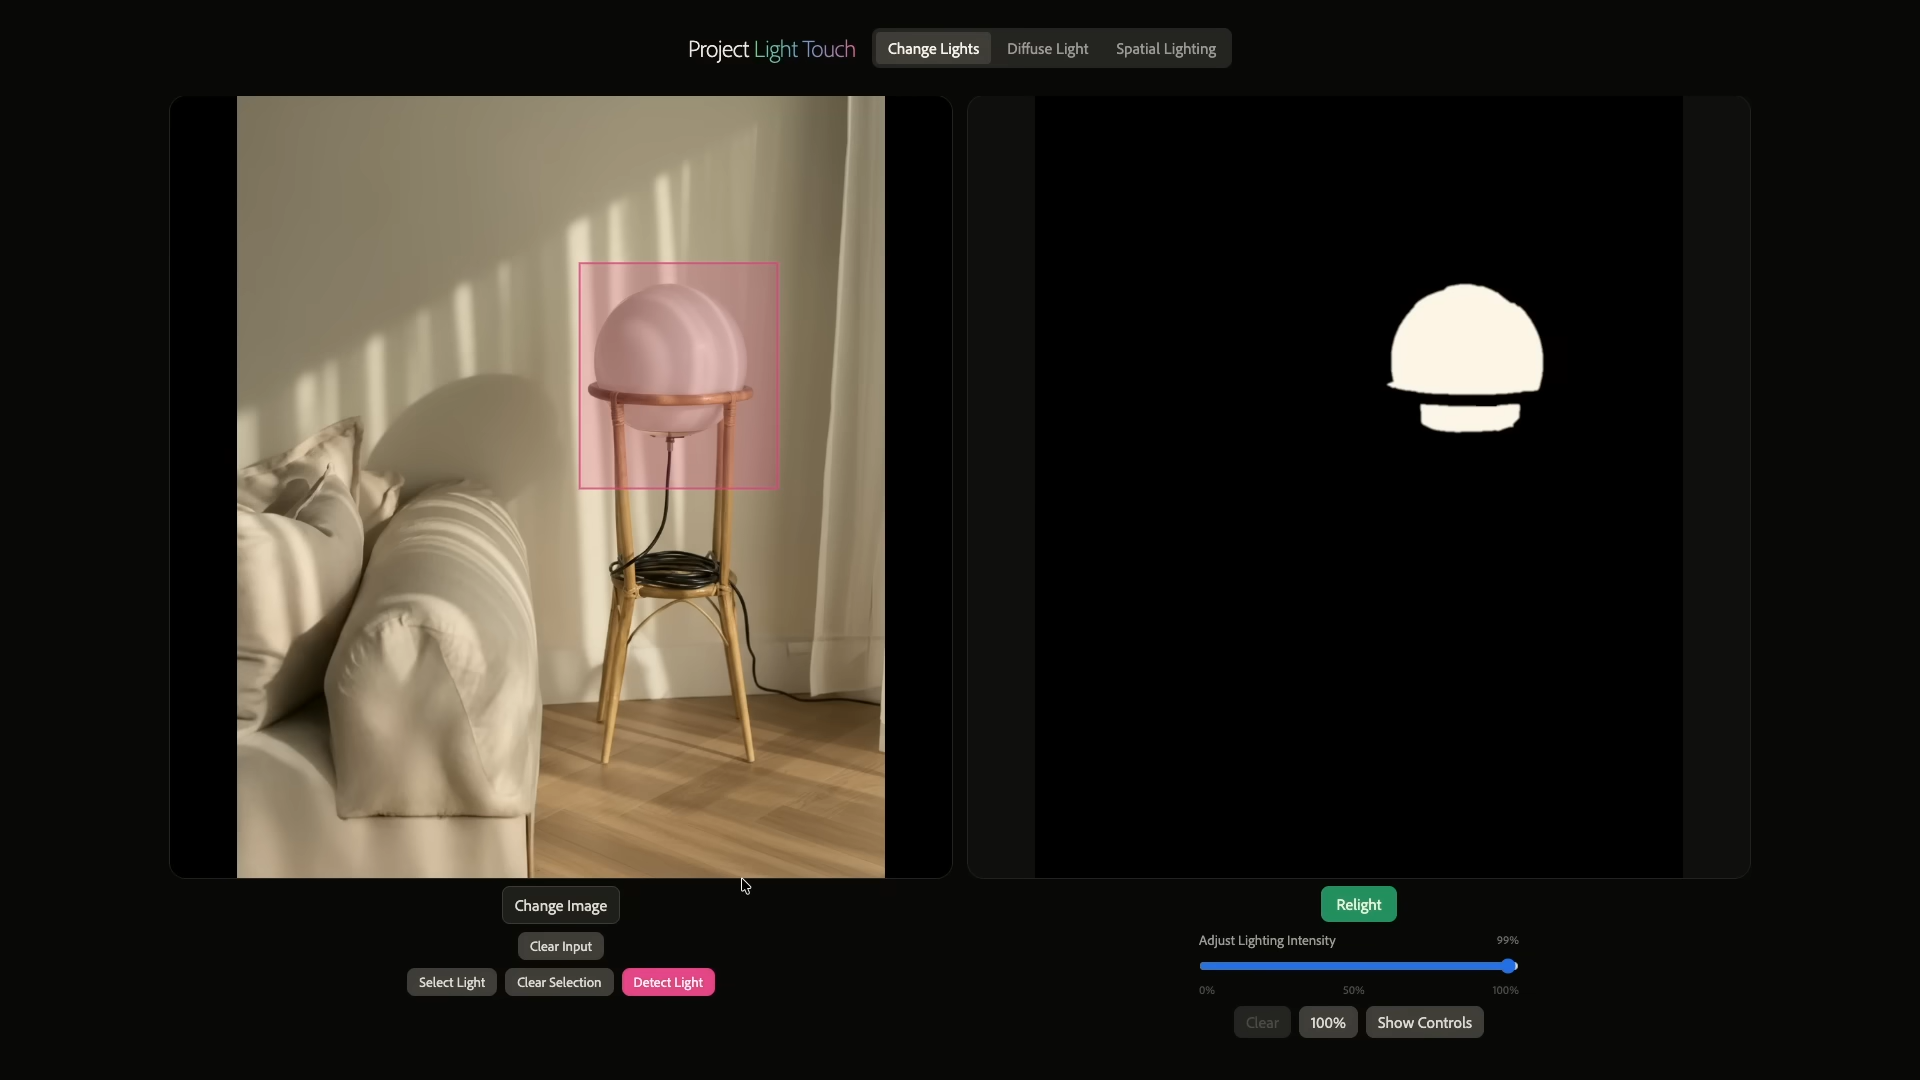 Project Light Touch
Change Lights
Diffuse Light
Spatial Lighting
Change Image
Clear Input
Select Light
Clear Selection
Detect Light
Relight
Adjust Lighting Intensity
99%
0%
50%
100%
Clear
100%
Show Controls